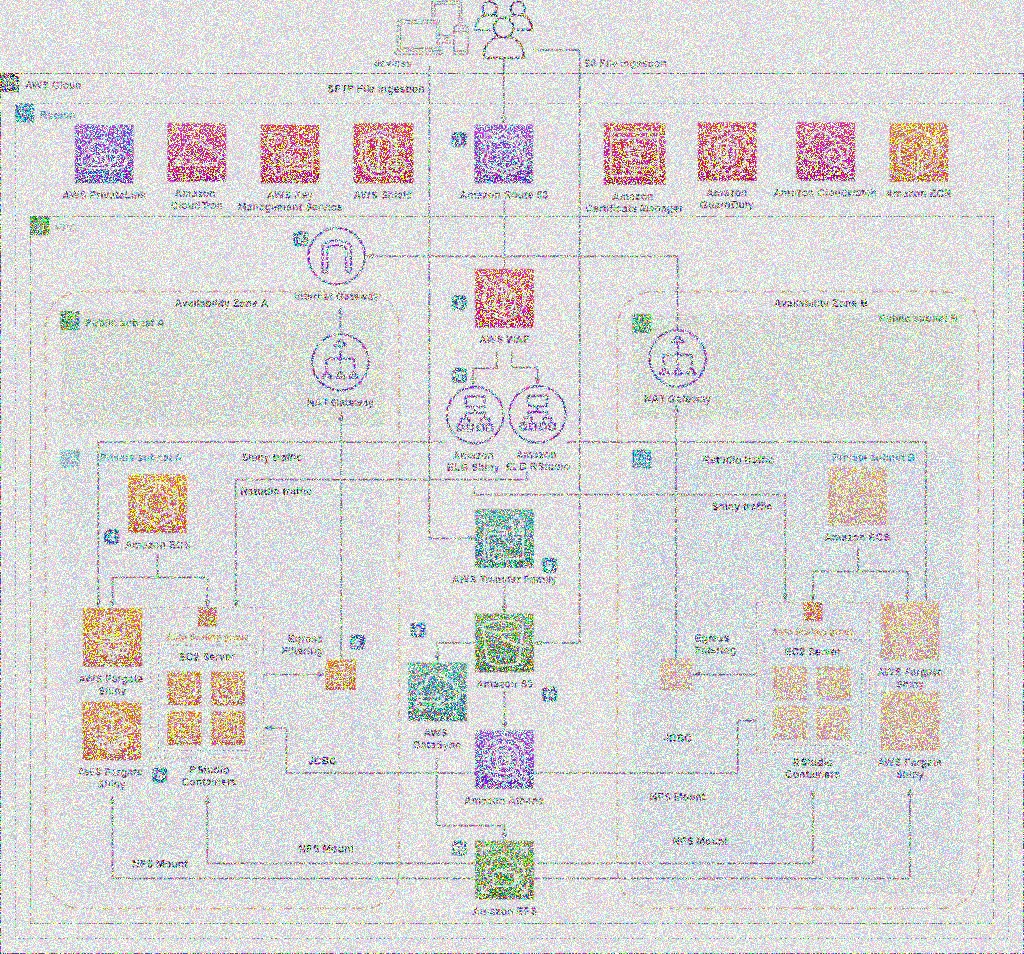 devices
S3 File Ingestion
AWS Cloud
SFTP File Ingestion
Region
AWS PrivateLink
Amazon
CloudTrail
AWS Key
Management Service
AWS Shield
Amazon Route 53
Amazon
Certificate Manager
Amazon
GuardDuty
Amazon CloudWatch
Amazon ECR
VPC
Internet Gateway
Availability Zone A
Availability Zone B
Public subnet A
Public subnet B
AWS WAF
NAT Gateway
NAT Gateway
Amazon
ELB Shiny
Amazon
ELB RStudio
Private subnet A
Shiny traffic
RStudio traffic
Private subnet B
RStudio traffic
Shiny traffic
Amazon ECS
Amazon ECS
AWS Transfer Family
Auto Scaling group
EC2 Server
Egress
Filtering
Egress
Filtering
Auto Scaling group
EC2 Server
AWS Fargate
Shiny
Amazon S3
AWS Fargate
Shiny
AWS
DataSync
JDBC
JDBC
AWS Fargate
Shiny
RStudio
Containers
RStudio
Containers
AWS Fargate
Shiny
Amazon Athena
NFS Mount
NFS Mount
NFS Mount
NFS Mount
Amazon EFS